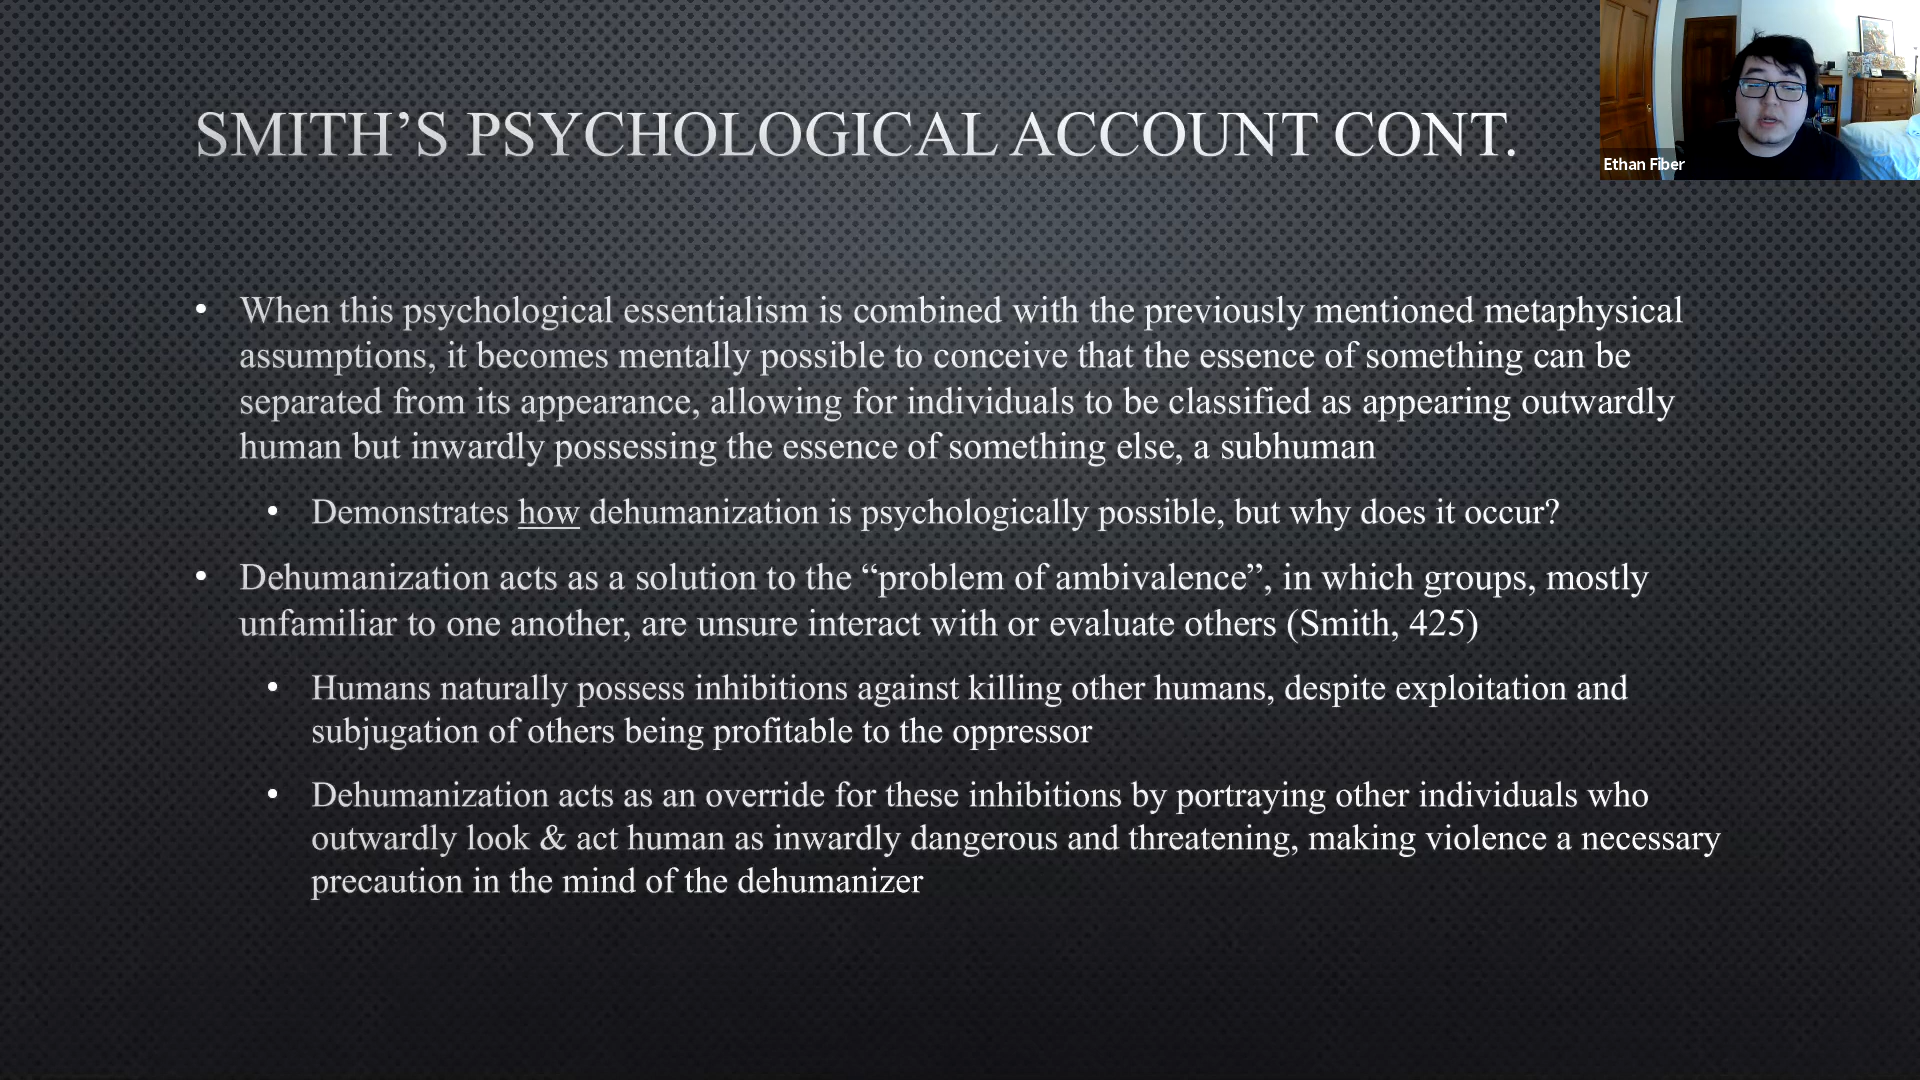 SMITH’S PSYCHOLOGICAL ACCOUNT CONT.
Ethan Fiber
• When this psychological essentialism is combined with the previously mentioned metaphysical
assumptions, it becomes mentally possible to conceive that the essence of something can be
separated from its appearance, allowing for individuals to be classified as appearing outwardly
human but inwardly possessing the essence of something else, a subhuman
• Demonstrates how dehumanization is psychologically possible, but why does it occur?
• Dehumanization acts as a solution to the “problem of ambivalence”, in which groups, mostly
unfamiliar to one another, are unsure interact with or evaluate others (Smith, 425)
• Humans naturally possess inhibitions against killing other humans, despite exploitation and
subjugation of others being profitable to the oppressor
• Dehumanization acts as an override for these inhibitions by portraying other individuals who
outwardly look & act human as inwardly dangerous and threatening, making violence a necessary
precaution in the mind of the dehumanizer